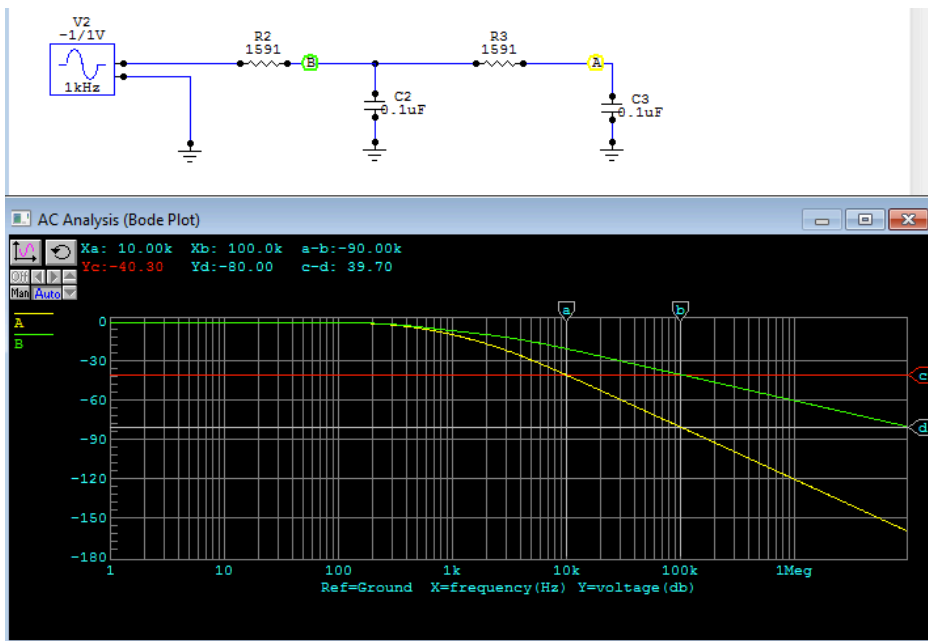 V2
-1/1V
1kHz
R2
1591
B
R3
1591
A
C2
0.1uF
C3
0.1uF
AC Analysis (Bode Plot)
Xa: 10.00k Xb: 100.0k a-b:-90.00k
Yc:-40.30 Yd:-80.00 c-d: 39.70
Off
Man Auto
A
B
a b
0
-30
c
-60
d
-90
-120
-150
-180
1 10 100 1k 10k 100k 1Meg
Ref=Ground X=frequency(Hz) Y=voltage(db)